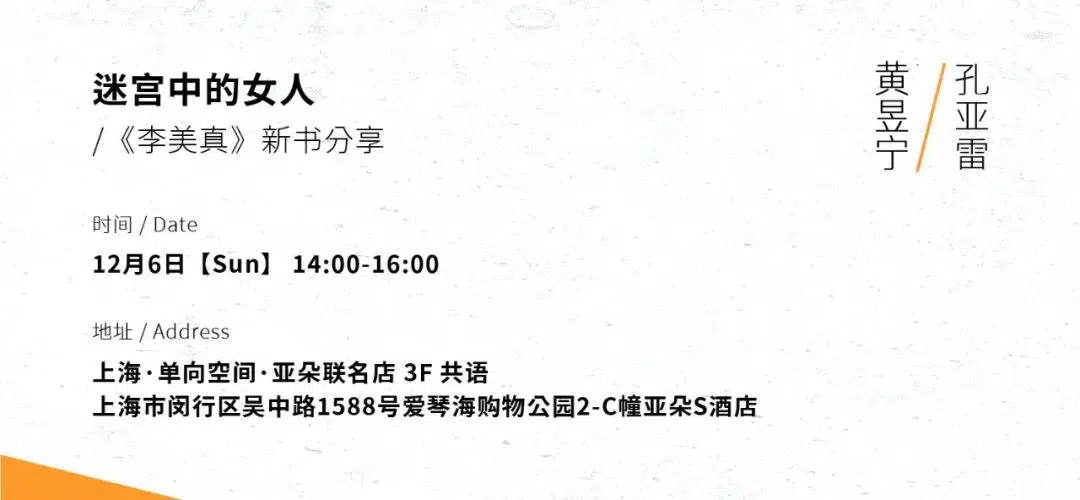 迷宫中的女人
/《李美真》新书分享
黄昱宁
孔亚雷
时间 / Date
12月6日【Sun】 14:00-16:00
地址 / Address
上海·单向空间·亚朵联名店 3F 共语
上海市闵行区吴中路1588号爱琴海购物公园2-C幢亚朵S酒店